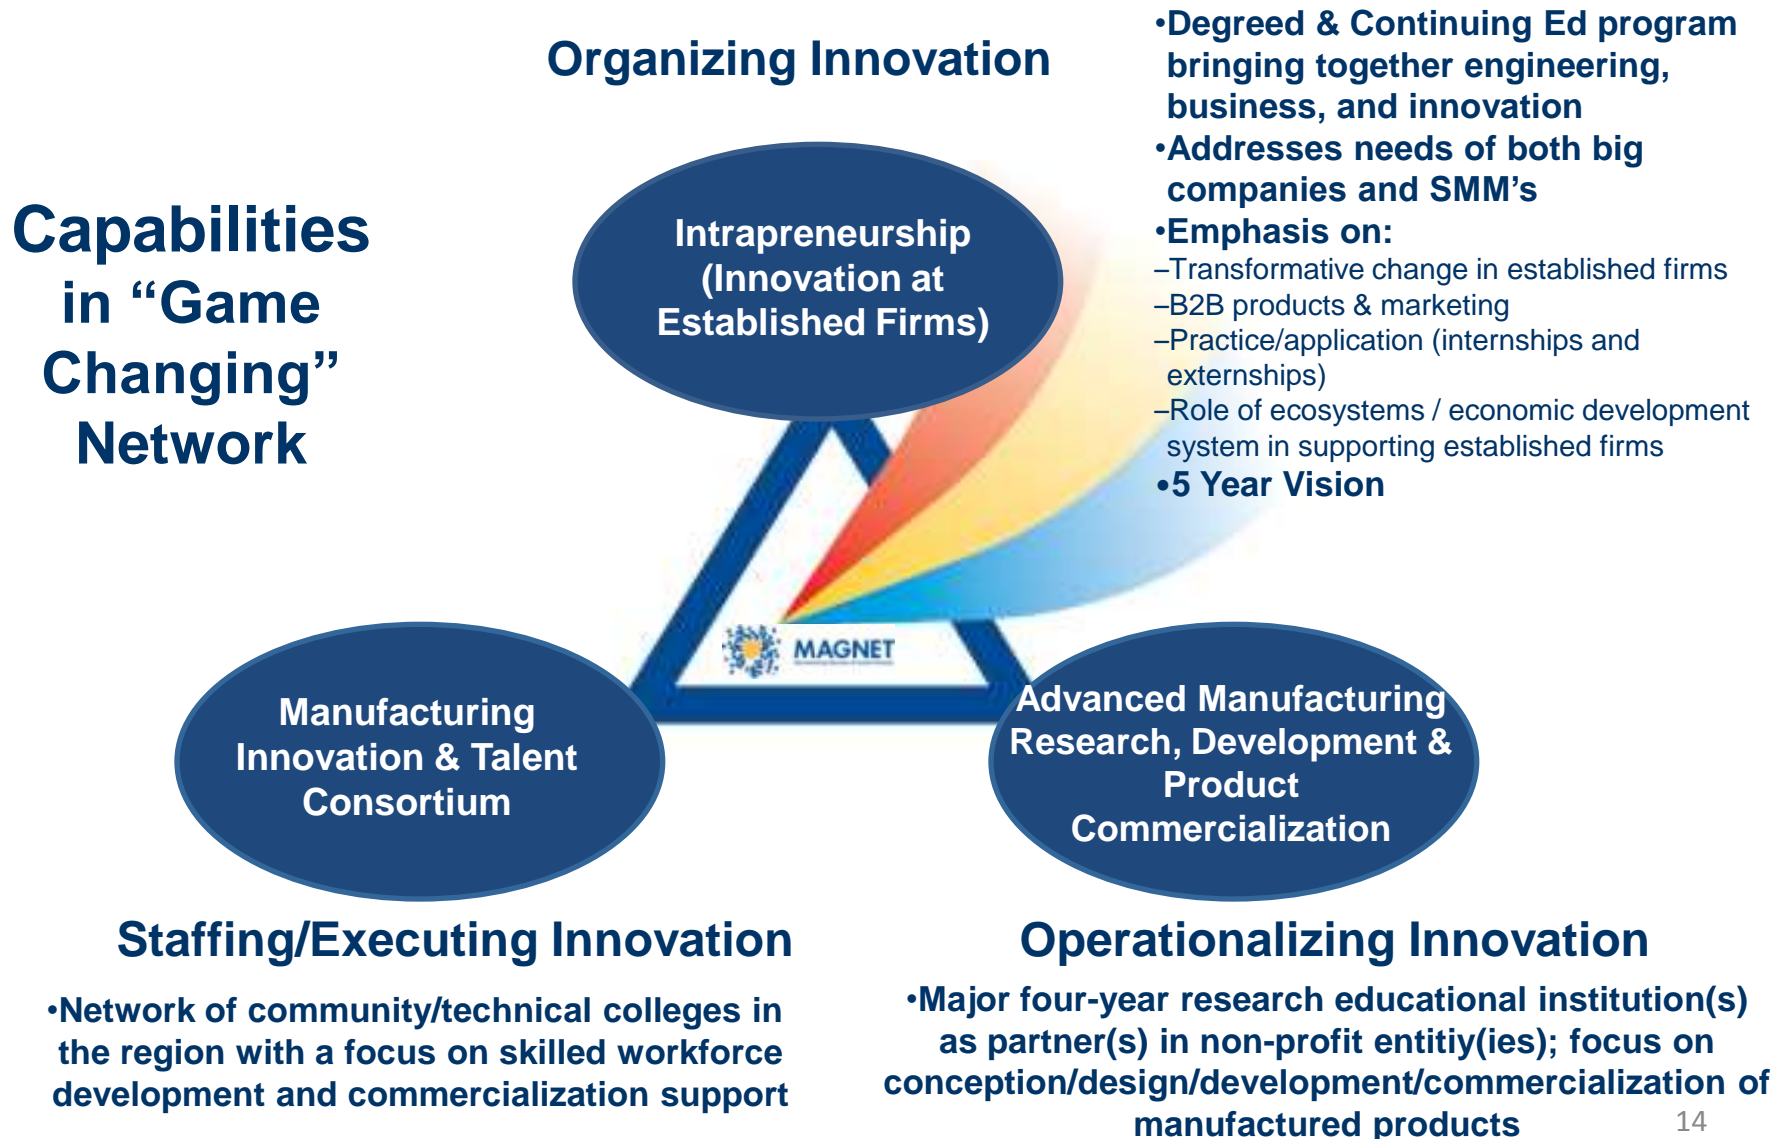 Organizing Innovation
•Degreed & Continuing Ed program
bringing together engineering,
business, and innovation
•Addresses needs of both big
companies and SMM’s
•Emphasis on:
–Transformative change in established firms
–B2B products & marketing
–Practice/application (internships and
externships)
–Role of ecosystems / economic development
system in supporting established firms
•5 Year Vision
Capabilities
in “Game
Changing”
Network
Intrapreneurship
(Innovation at
Established Firms)
MAGNET
Manufacturing
Innovation & Talent
Consortium
Advanced Manufacturing
Research, Development &
Product
Commercialization
Staffing/Executing Innovation
•Network of community/technical colleges in
the region with a focus on skilled workforce
development and commercialization support
Operationalizing Innovation
•Major four-year research educational institution(s)
as partner(s) in non-profit entitiy(ies); focus on
conception/design/development/commercialization of
manufactured products
14